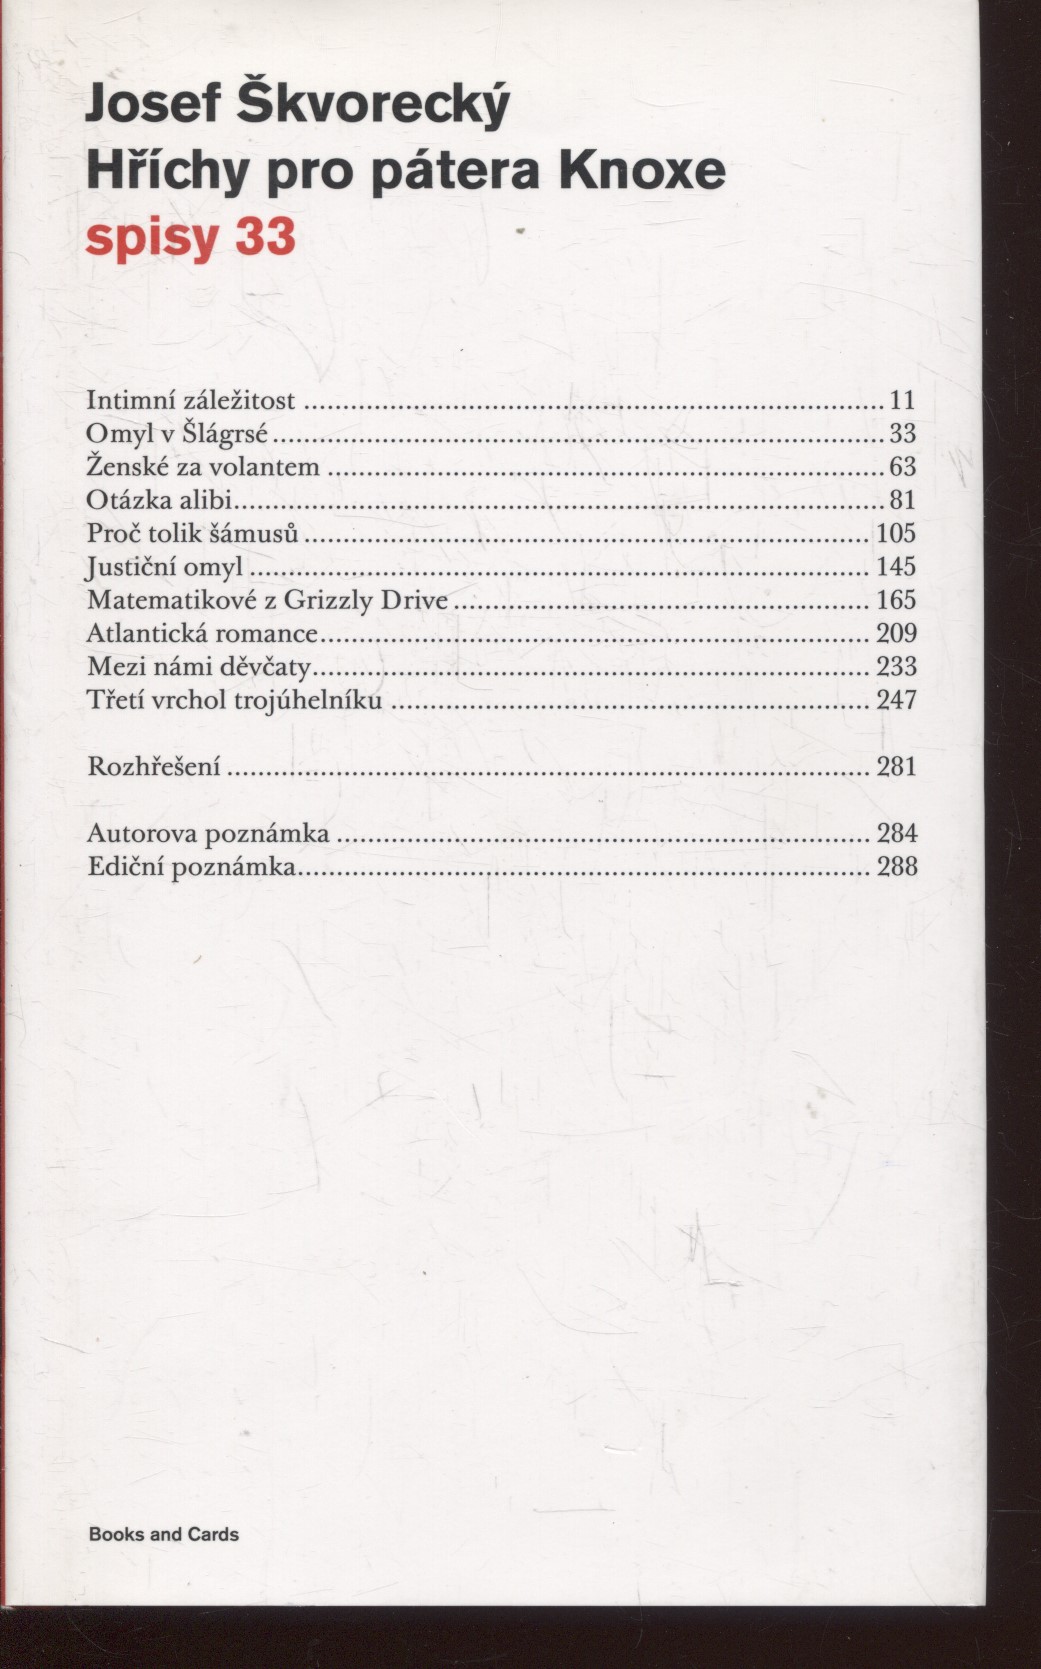 Josef Škvorecký
Hříchy pro pátera Knoxe
spisy 33
Intimní záležitost ........................................................................... 11
Omyl v Šlágrsé............................................................................... 33
Ženské za volantem ........................................................................ 63
Otázka alibi.................................................................................... 81
Proč tolik šámusů ......................................................................... 105
Justiční omyl ................................................................................ 145
Matematikové z Grizzly Drive...................................................... 165
Atlantická romance....................................................................... 209
Mezi námi děvčaty........................................................................ 233
Třetí vrchol trojúhelníku .............................................................. 247
Rozhřešení ................................................................................... 281
Autorova poznámka ..................................................................... 284
Ediční poznámka.......................................................................... 288
Books and Cards